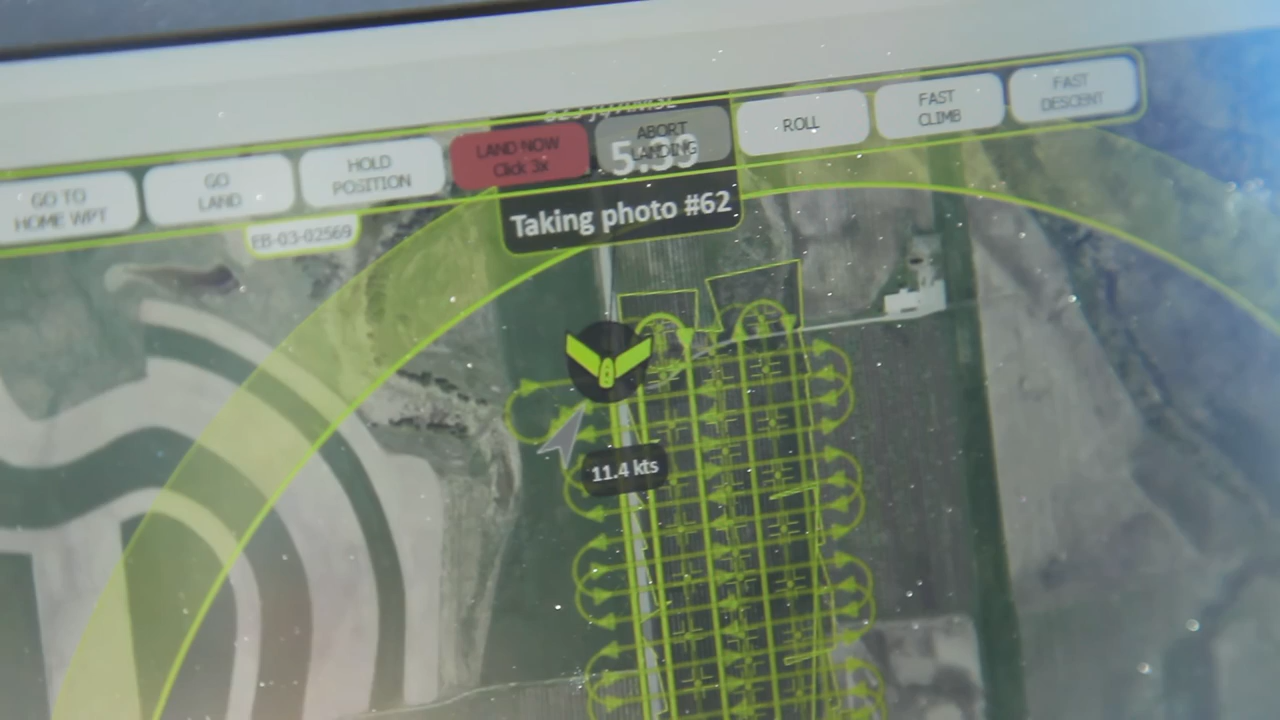 GO TO
HOME WPT
GO
LAND
HOLD
POSITION
LAND NOW
Click 3x
ABORT
LANDING
ROLL
FAST
CLIMB
FAST
DESCENT
EB-03-02569
Taking photo #62
11.4 kts